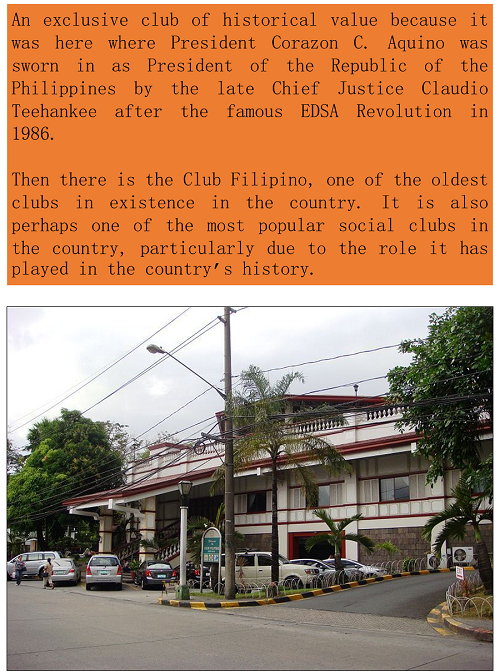 An exclusive club of historical value because it
was here where President Corazon C. Aquino was
sworn in as President of the Republic of the
Philippines by the late Chief Justice Claudio
Teehankee after the famous EDSA Revolution in
1986.
Then there is the Club Filipino, one of the oldest
clubs in existence in the country. It is also
perhaps one of the most popular social clubs in
the country, particularly due to the role it has
played in the country's history.